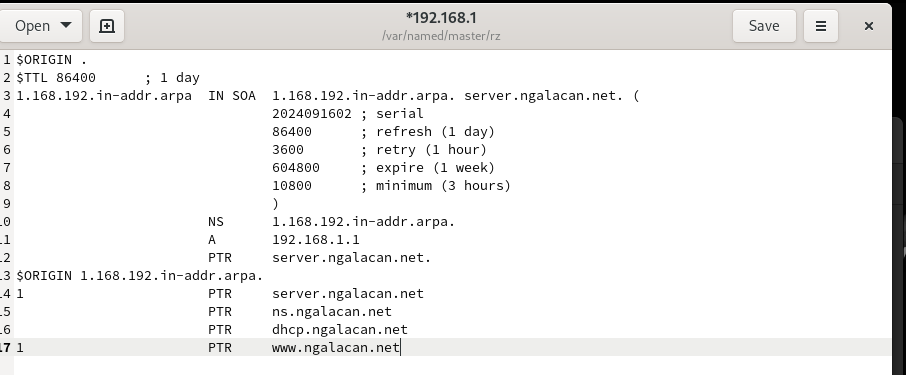 Open
*192.168.1
/var/named/master/rz
Save
1 $ORIGIN .
2 $TTL 86400      ; 1 day
3 1.168.192.in-addr.arpa  IN SOA  1.168.192.in-addr.arpa. server.ngalacan.net. (
4                                 2024091602 ; serial
5                                 86400      ; refresh (1 day)
6                                 3600       ; retry (1 hour)
7                                 604800     ; expire (1 week)
8                                 10800      ; minimum (3 hours)
9                                 )
10                        NS      1.168.192.in-addr.arpa.
11                        A       192.168.1.1
12                        PTR     server.ngalacan.net.
13 $ORIGIN 1.168.192.in-addr.arpa.
14 1                       PTR     server.ngalacan.net
15                         PTR     ns.ngalacan.net
16                         PTR     dhcp.ngalacan.net
17 1                       PTR     www.ngalacan.net